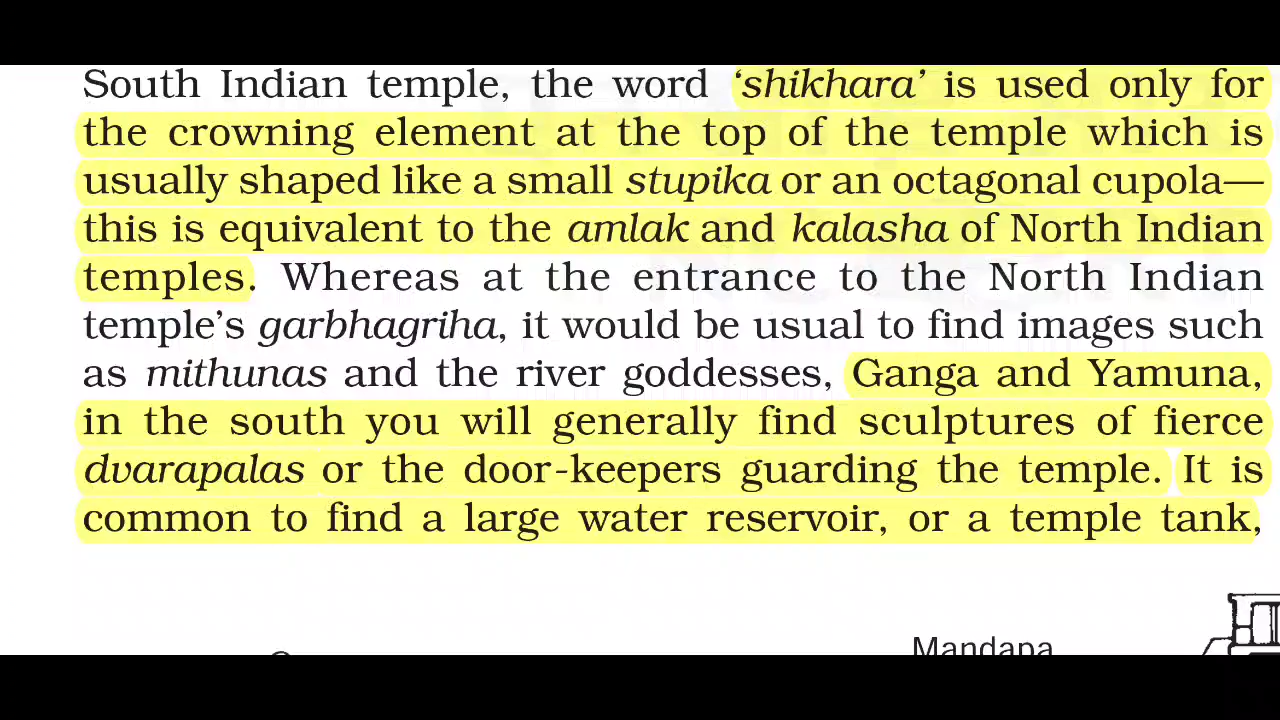 South Indian temple, the word ‘shikhara’ is used only for
the crowning element at the top of the temple which is
usually shaped like a small stupika or an octagonal cupola—
this is equivalent to the amlak and kalasha of North Indian
temples. Whereas at the entrance to the North Indian
temple’s garbhagriha, it would be usual to find images such
as mithunas and the river goddesses, Ganga and Yamuna,
in the south you will generally find sculptures of fierce
dvarapalas or the door-keepers guarding the temple. It is
common to find a large water reservoir, or a temple tank,
Mandapa